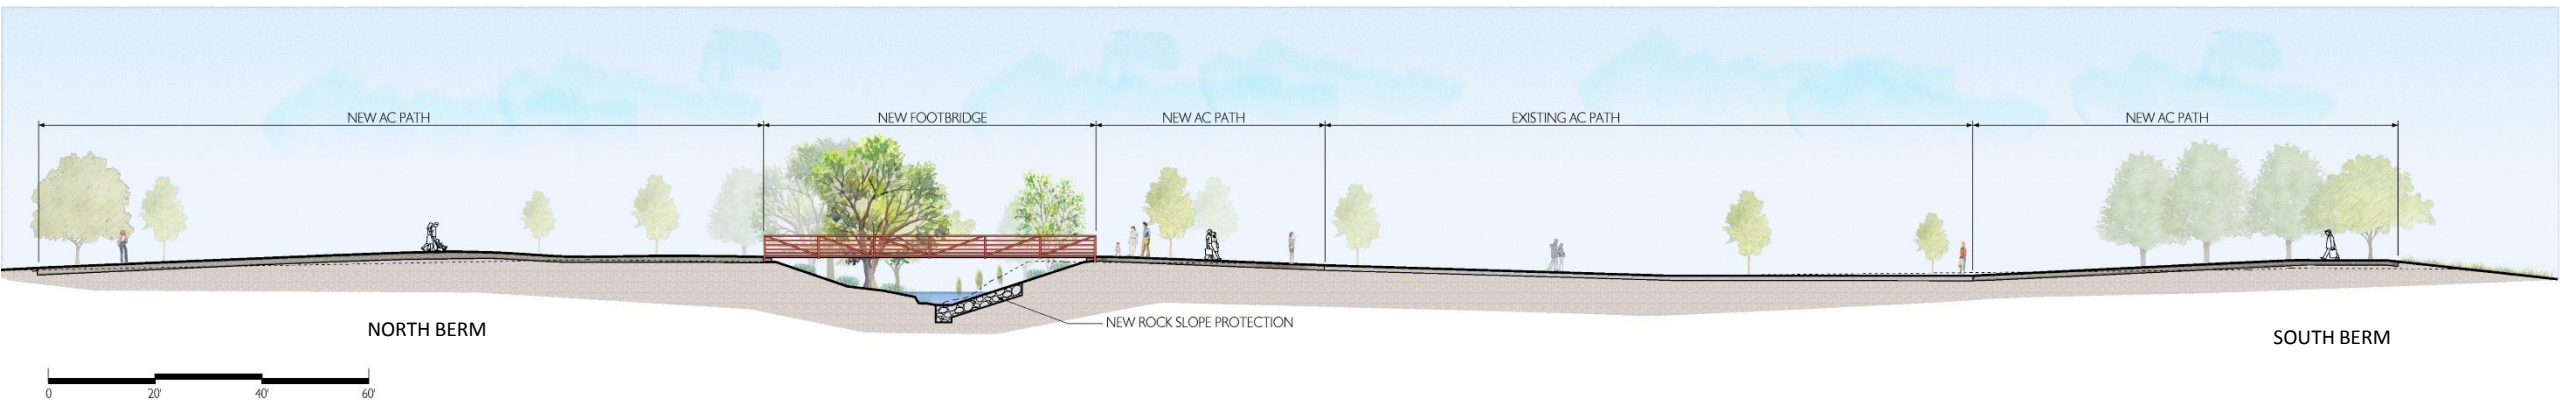 NEW AC PATH
NEW FOOTBRIDGE
NEW AC PATH
EXISTING AC PATH
NEW AC PATH
NEW ROCK SLOPE PROTECTION
NORTH BERM
SOUTH BERM
0 20' 40' 60'